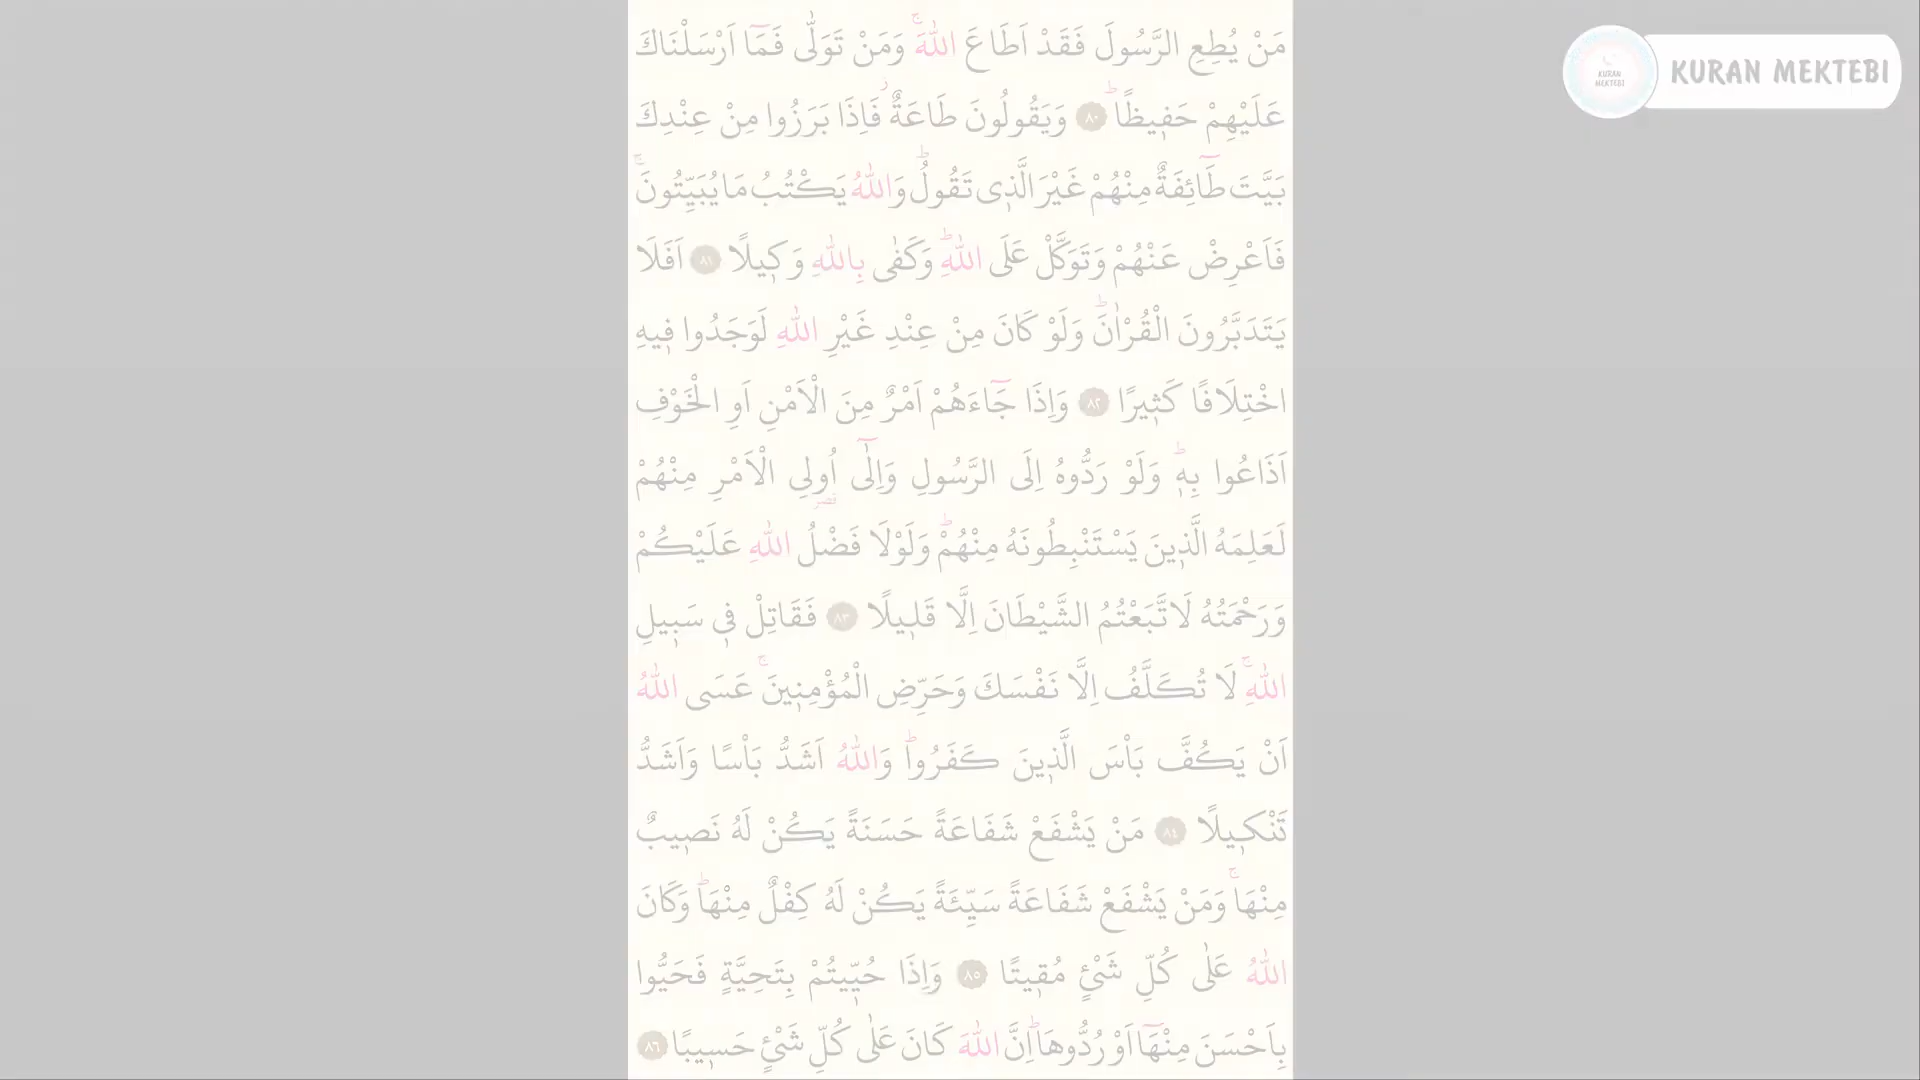 مَنْ يُطِعِ الرَّسُولَ فَقَدْ اَطَاعَ اللّٰهَۚ وَمَنْ تَوَلّٰى فَمَٓا اَرْسَلْنَاكَ
عَلَيْهِمْ حَف۪يظًاۜ ﴿٨٠﴾ وَيَقُولُونَ طَاعَةٌۘ فَاِذَا بَرَزُوا مِنْ عِنْدِكَ
بَيَّتَ طَٓائِفَةٌ مِنْهُمْ غَيْرَ الَّذ۪ى تَقُولُۜ وَاللّٰهُ يَكْتُبُ مَا يُبَيِّتُونَۚ
فَاَعْرِضْ عَنْهُمْ وَتَوَكَّلْ عَلَى اللّٰهِۜ وَكَفٰى بِاللّٰهِ وَك۪يلًا ﴿٨١﴾ اَفَلَا
يَتَدَبَّرُونَ الْقُرْاٰنَۜ وَلَوْ كَانَ مِنْ عِنْدِ غَيْرِ اللّٰهِ لَوَجَدُوا ف۪يهِ
اخْتِلَافًا كَث۪يرًا ﴿٨٢﴾ وَاِذَا جَٓاءَهُمْ اَمْرٌ مِنَ الْاَمْنِ اَوِ الْخَوْفِ
اَذَاعُوا بِه۪ۜ وَلَوْ رَدُّوهُ اِلَى الرَّسُولِ وَاِلٰٓى اُولِى الْاَمْرِ مِنْهُمْ
لَعَلِمَهُ الَّذ۪ينَ يَسْتَنْبِطُونَهُ مِنْهُمْۜ وَلَوْلَا فَضْلُ اللّٰهِ عَلَيْكُمْ
وَرَحْمَتُهُ لَاتَّبَعْتُمُ الشَّيْطَانَ اِلَّا قَل۪يلًا ﴿٨٣﴾ فَقَاتِلْ ف۪ى سَب۪يلِ
اللّٰهِۚ لَا تُكَلَّفُ اِلَّا نَفْسَكَ وَحَرِّضِ الْمُؤْمِن۪ينَۚ عَسَى اللّٰهُ
اَنْ يَكُفَّ بَاْسَ الَّذ۪ينَ كَفَرُواۜ وَاللّٰهُ اَشَدُّ بَاْسًا وَاَشَدُّ
تَنْك۪يلًا ﴿٨٤﴾ مَنْ يَشْفَعْ شَفَاعَةً حَسَنَةً يَكُنْ لَهُ نَص۪يبٌ
مِنْهَاۚ وَمَنْ يَشْفَعْ شَفَاعَةً سَيِّئَةً يَكُنْ لَهُ كِفْلٌ مِنْهَاۜ وَكَانَ
اللّٰهُ عَلٰى كُلِّ شَىْءٍ مُق۪يتًا ﴿٨٥﴾ وَاِذَا حُيّ۪يتُمْ بِتَحِيَّةٍ فَحَيُّوا
بِاَحْسَنَ مِنْهَٓا اَوْ رُدُّوهَاۜ اِنَّ اللّٰهَ كَانَ عَلٰى كُلِّ شَىْءٍ حَس۪يبًا ﴿٨٦﴾
KURAN MEKTEBI
KURAN MEKTEBI